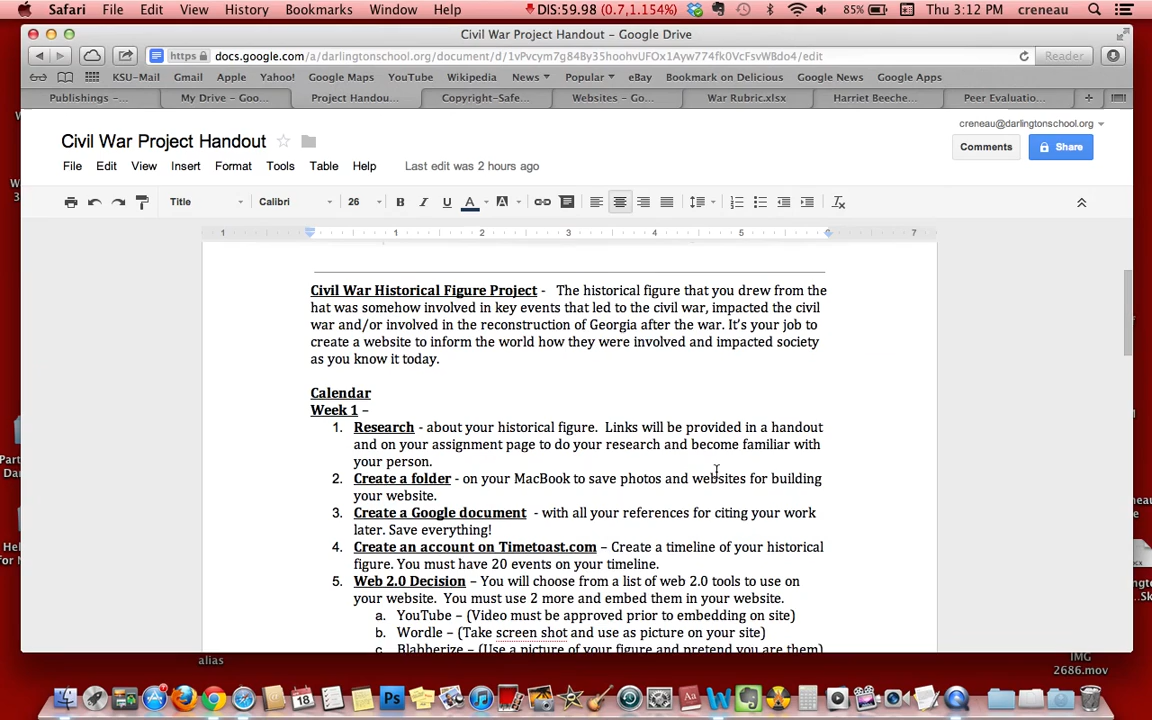 Safari File Edit View History Bookmarks Window Help DIS:59.98 (0.7,1.154%) 85% Thu 3:12 PM creneau
Civil War Project Handout – Google Drive
https docs.google.com/a/darlingtonschool.org/document/d/1vPvcym7g84By35hoohvUFOx1Ayw774fk0VcFsvWBdo4/edit Reader
KSU-Mail Gmail Apple Yahoo! Google Maps YouTube Wikipedia News Popular eBay Bookmark on Delicious Google News Google Apps
Publishings –... My Drive – Goo... Project Handou... Copyright-Safe... Websites – Go... War Rubric.xlsx Harriet Beeche... Peer Evaluatio...
creneau@darlingtonschool.org
Civil War Project Handout
Comments Share
File Edit View Insert Format Tools Table Help Last edit was 2 hours ago
Title Calibri 26 B I U A A
1 1 2 3 4 5 6 7
Civil War Historical Figure Project - The historical figure that you drew from the
hat was somehow involved in key events that led to the civil war, impacted the civil
war and/or involved in the reconstruction of Georgia after the war. It's your job to
create a website to inform the world how they were involved and impacted society
as you know it today.
Calendar
Week 1 –
1. Research - about your historical figure. Links will be provided in a handout
and on your assignment page to do your research and become familiar with
your person.
2. Create a folder - on your MacBook to save photos and websites for building
your website.
3. Create a Google document - with all your references for citing your work
later. Save everything!
4. Create an account on Timetoast.com – Create a timeline of your historical
figure. You must have 20 events on your timeline.
5. Web 2.0 Decision – You will choose from a list of web 2.0 tools to use on
your website. You must use 2 more and embed them in your website.
a. YouTube – (Video must be approved prior to embedding on site)
b. Wordle – (Take screen shot and use as picture on your site)
c. Blabberize – (Use a picture of your figure and pretend you are them)
alias
IMG
2686.mov
18